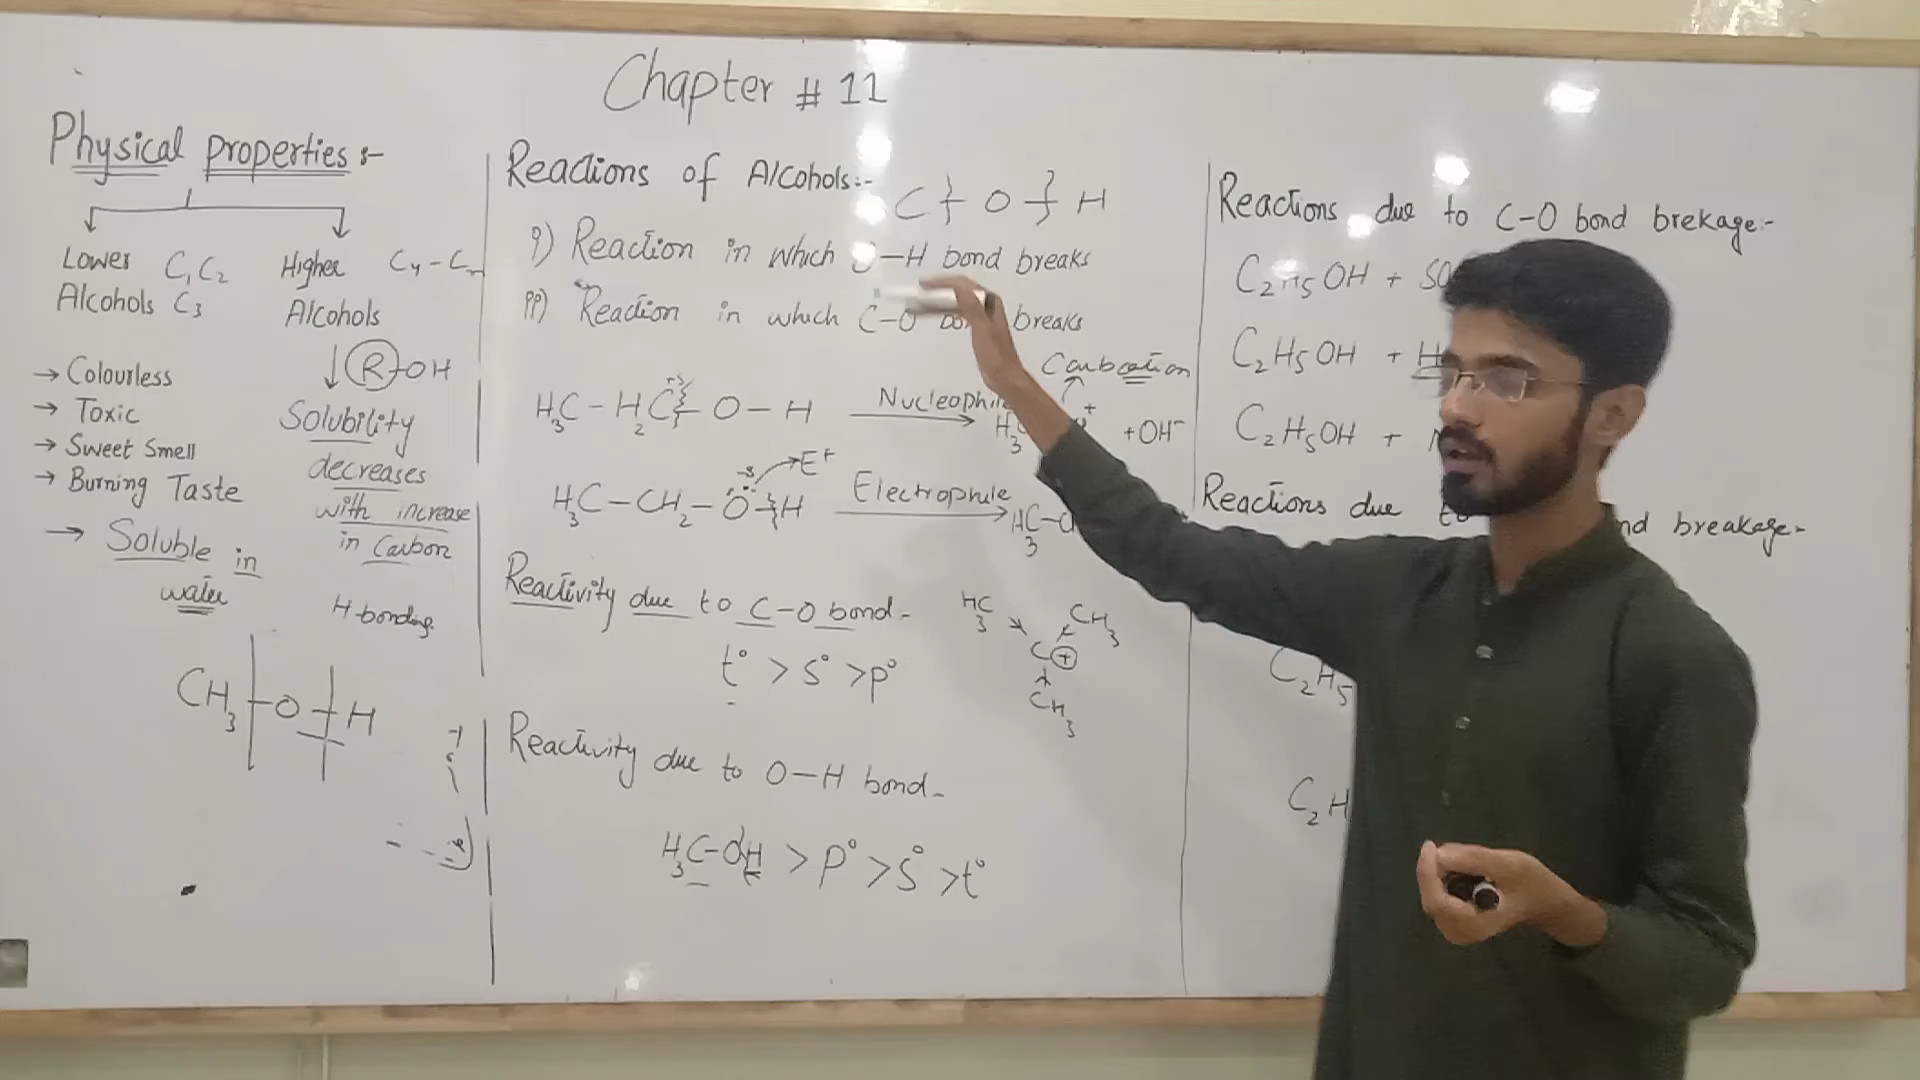 Chapter # 11
Physical properties :-
Lower Alcohols C1 C2 C3
Higher Alcohols C4 - Cn
→ Colourless
→ Toxic
→ Sweet Smell
→ Burning Taste
→ Soluble in water
↓ R-OH
Solubility
decreases
with increase
in Carbon
H-bonding
CH3-O-H
Reactions of Alcohols:-
C } O } H
i) Reaction in which O-H bond breaks
ii) Reaction in which C-O bond breaks
Carbocation
H3C - H2C - O - H Nucleophile → +OH-
H3C - CH2 - O - H → E+ Electrophile →
Reactivity due to C-O bond-
t° > s° > p°
H3C CH3
C +
CH3
Reactivity due to O-H bond-
H3C-OH > p° > s° > t°
Reactions due to C-O bond brekage:-
C2H5OH +
C2H5OH +
C2H5OH +
Reactions due breakage-
C2H5
C2H